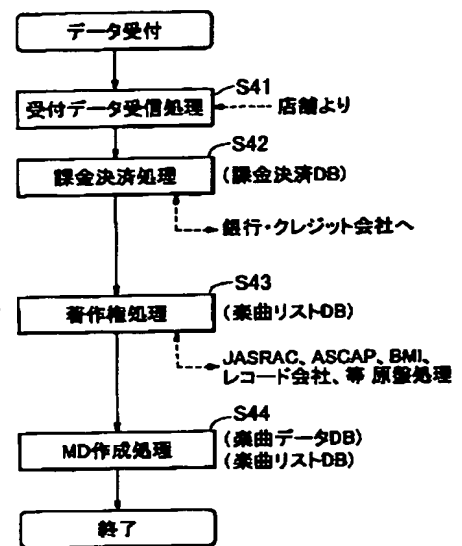 データ受付
S41
受付データ受信処理
店舗より
S42
課金決済処理
(課金決済DB)
銀行・クレジット会社へ
S43
著作権処理
(楽曲リストDB)
JASRAC、ASCAP、BMI、
レコード会社、等 原盤処理
S44
MD作成処理
(楽曲データDB)
(楽曲リストDB)
終了